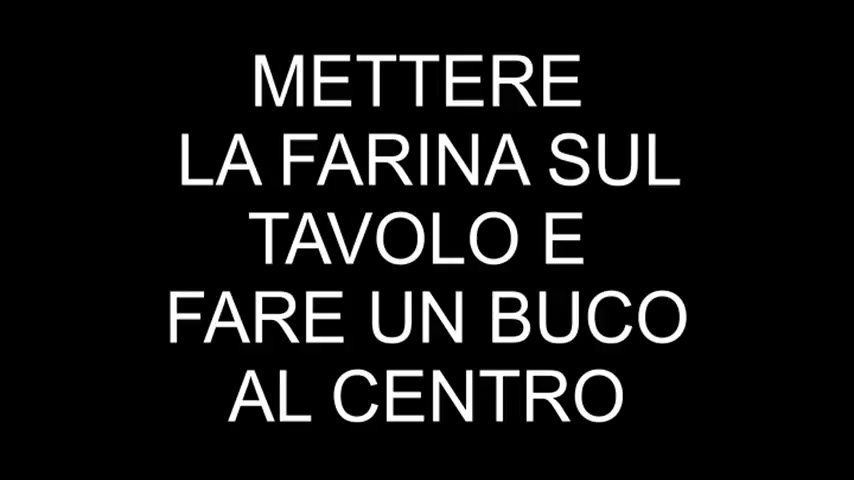 METTERE
LA FARINA SUL
TAVOLO E
FARE UN BUCO
AL CENTRO